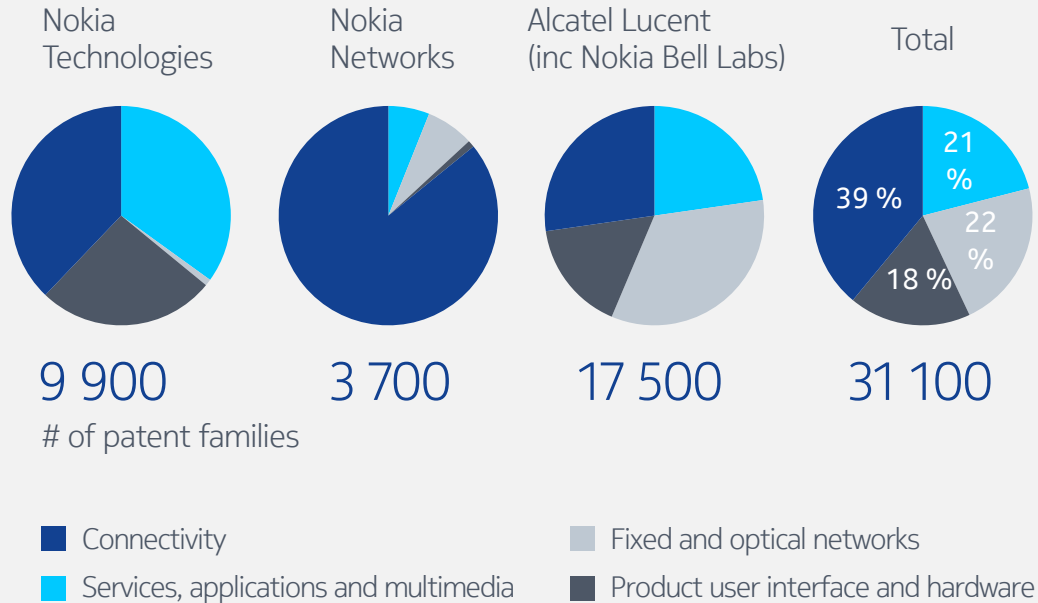 Nokia
Technologies
Nokia
Networks
Alcatel Lucent
(inc Nokia Bell Labs)
Total
21
%
39 %
22
%
18 %
9 900
3 700
17 500
31 100
# of patent families
Connectivity
Fixed and optical networks
Services, applications and multimedia
Product user interface and hardware